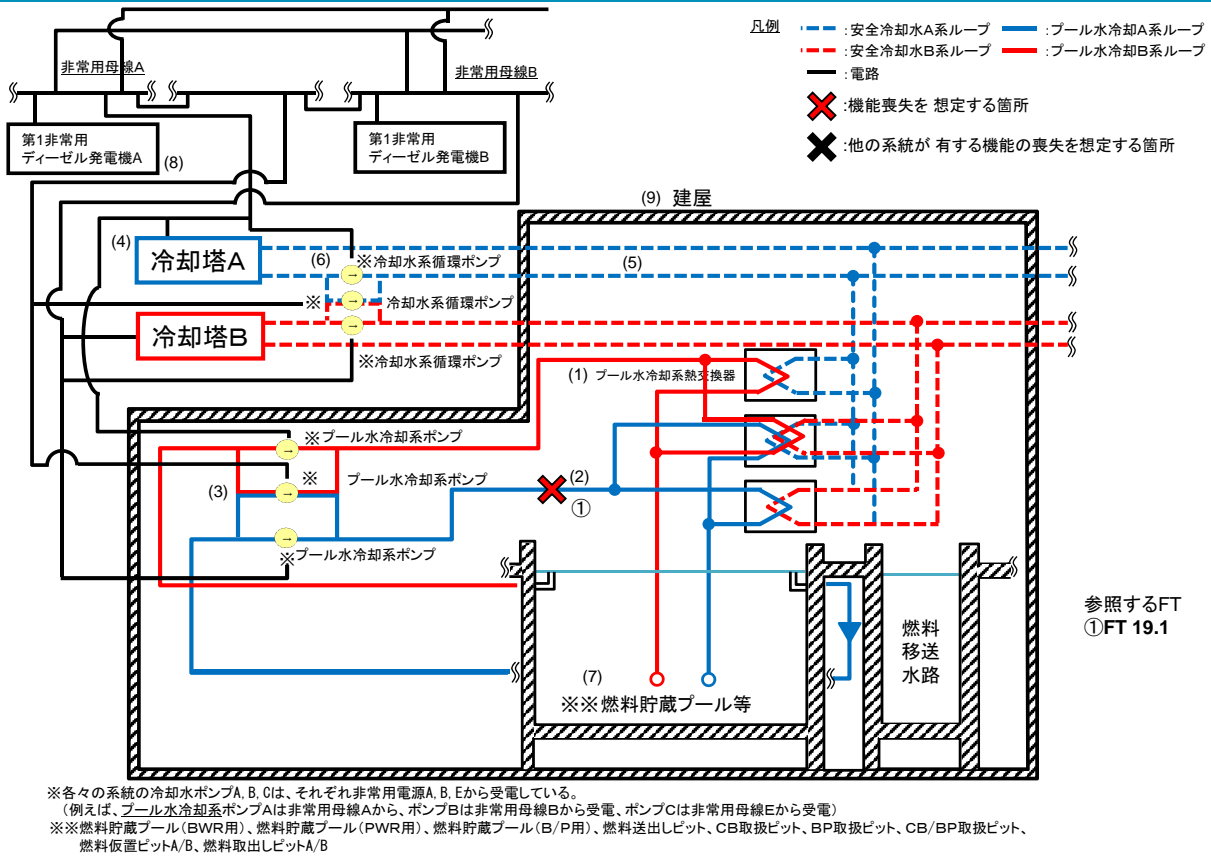 凡例
:安全冷却水A系ループ
:プール水冷却A系ループ
:安全冷却水B系ループ
:プール水冷却B系ループ
:電路
:機能喪失を 想定する箇所
:他の系統が 有する機能の喪失を想定する箇所
非常用母線A
非常用母線B
第1非常用
ディーゼル発電機A
(8)
第1非常用
ディーゼル発電機B
(9) 建屋
(4)
冷却塔A
(6)
※冷却水系循環ポンプ
(5)
※
冷却水系循環ポンプ
冷却塔B
※冷却水系循環ポンプ
(1) プール水冷却系熱交換器
※プール水冷却系ポンプ
(3)
※
プール水冷却系ポンプ
(2)
①
※プール水冷却系ポンプ
(7)
※※燃料貯蔵プール等
燃料
移送
水路
参照するFT
①FT 19.1
※各々の系統の冷却水ポンプA, B, Cは、それぞれ非常用電源A, B, Eから受電している。
(例えば、プール水冷却系ポンプAは非常用母線Aから、ポンプBは非常用母線Bから受電、ポンプCは非常用母線Eから受電)
※※燃料貯蔵プール(BWR用)、燃料貯蔵プール(PWR用)、燃料貯蔵プール(B/P用)、燃料送出しピット、CB取扱ピット、BP取扱ピット、CB/BP取扱ピット、
燃料仮置ピットA/B、燃料取出しピットA/B